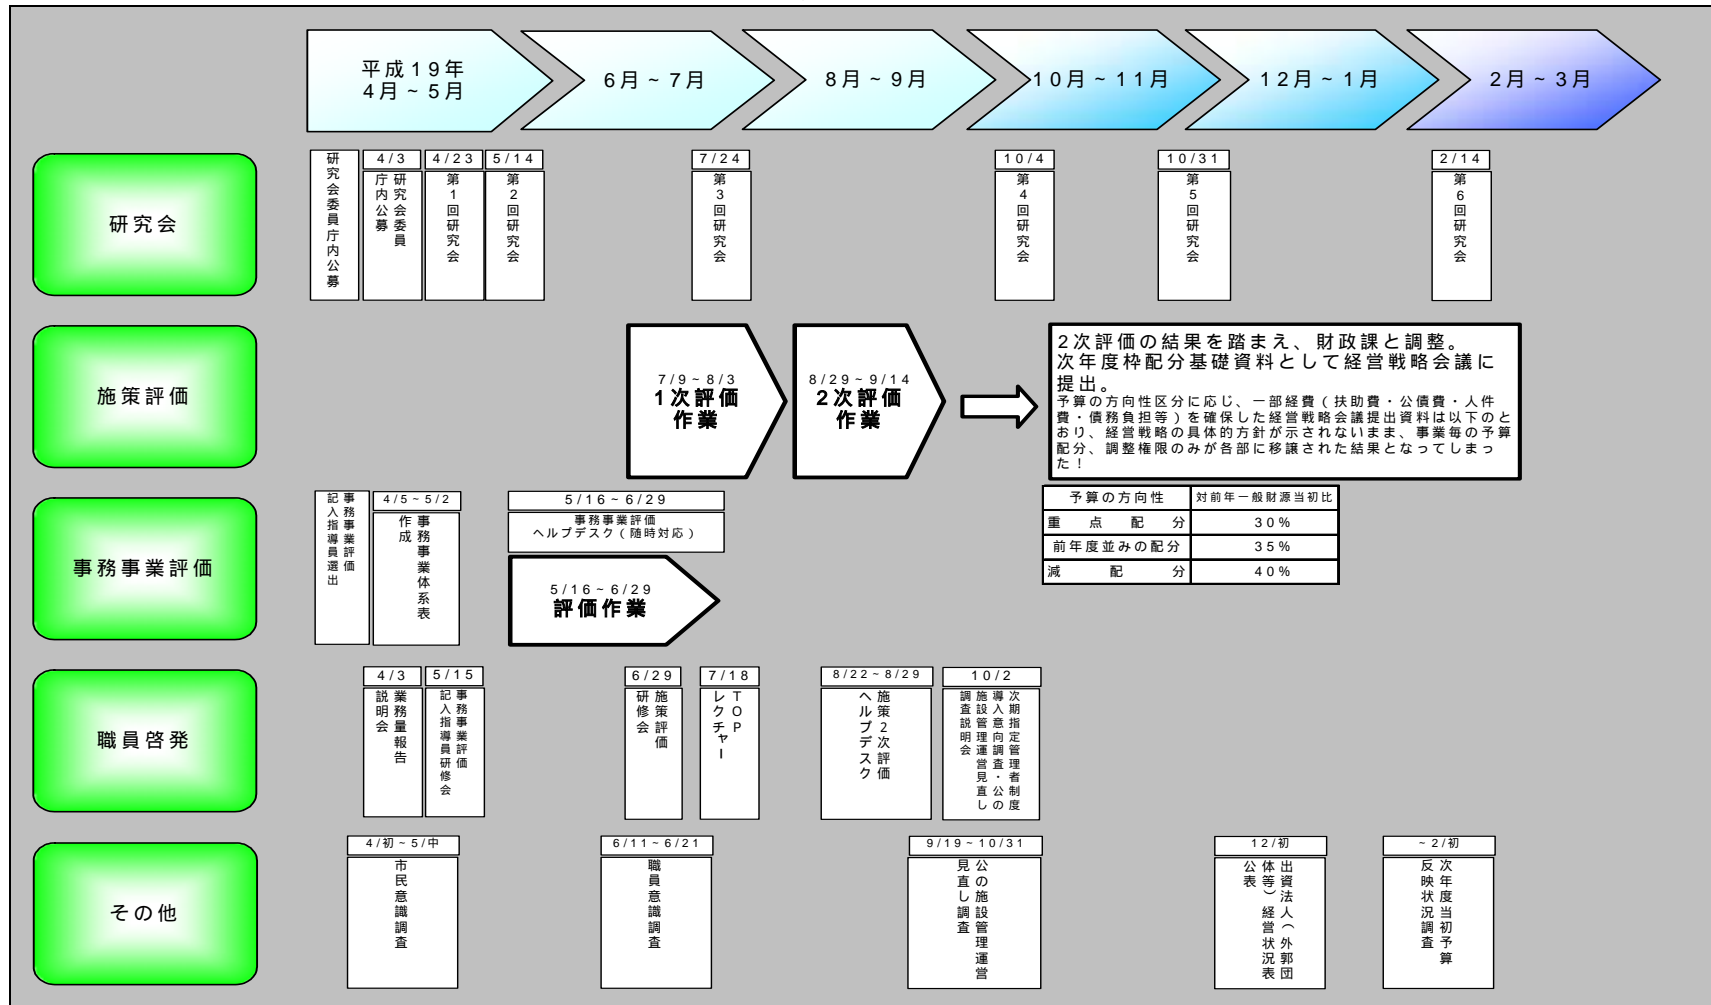 平成19年
4月~5月
6月~7月
8月~9月
10月~11月
12月~1月
2月~3月
研究会
研究会委員庁内公募
4/3
研究会委員
庁内公募
4/23
第1回研究会
5/14
第2回研究会
7/24
第3回研究会
10/4
第4回研究会
10/31
第5回研究会
2/14
第6回研究会
施策評価
7/9~8/3
1次評価
作業
8/29~9/14
2次評価
作業
2次評価の結果を踏まえ、財政課と調整。
次年度枠配分基礎資料として経営戦略会議に
提出。
予算の方向性区分に応じ、一部経費(扶助費・公債費・人件
費・債務負担等)を確保した経営戦略会議提出資料は以下のと
おり、経営戦略の具体的方針が示されないまま、事業毎の予算
配分、調整権限のみが各部に移譲された結果となってしまっ
た!
予算の方向性 対前年一般財源当初比
重点配分 30%
前年度並みの配分 35%
減配分 40%
事務事業評価
事務事業評価
記入指導員選出
4/5~5/2
事務事業体系表
作成
5/16~6/29
事務事業評価
ヘルプデスク(随時対応)
5/16~6/29
評価作業
職員啓発
4/3
業務量報告
説明会
5/15
事務事業評価
記入指導員研修会
6/29
施策評価
研修会
7/18
TOP
レクチャー
8/22~8/29
施策2次評価
ヘルプデスク
10/2
次期指定管理者制度
導入意向調査・公の
施設管理運営見直し
調査説明会
その他
4/初~5/中
市民意識調査
6/11~6/21
職員意識調査
9/19~10/31
公の施設管理運営
見直し調査
12/初
出資法人(外郭団
体等)経営状況表
公表
~2/初
次年度当初予算
反映状況調査